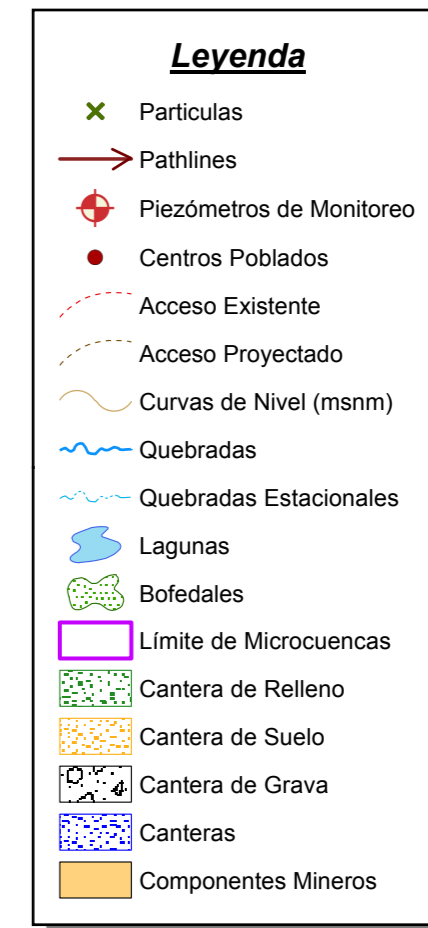 Leyenda
Particulas
Pathlines
Piezómetros de Monitoreo
Centros Poblados
Acceso Existente
Acceso Proyectado
Curvas de Nivel (msnm)
Quebradas
Quebradas Estacionales
Lagunas
Bofedales
Límite de Microcuencas
Cantera de Relleno
Cantera de Suelo
Cantera de Grava
Canteras
Componentes Mineros